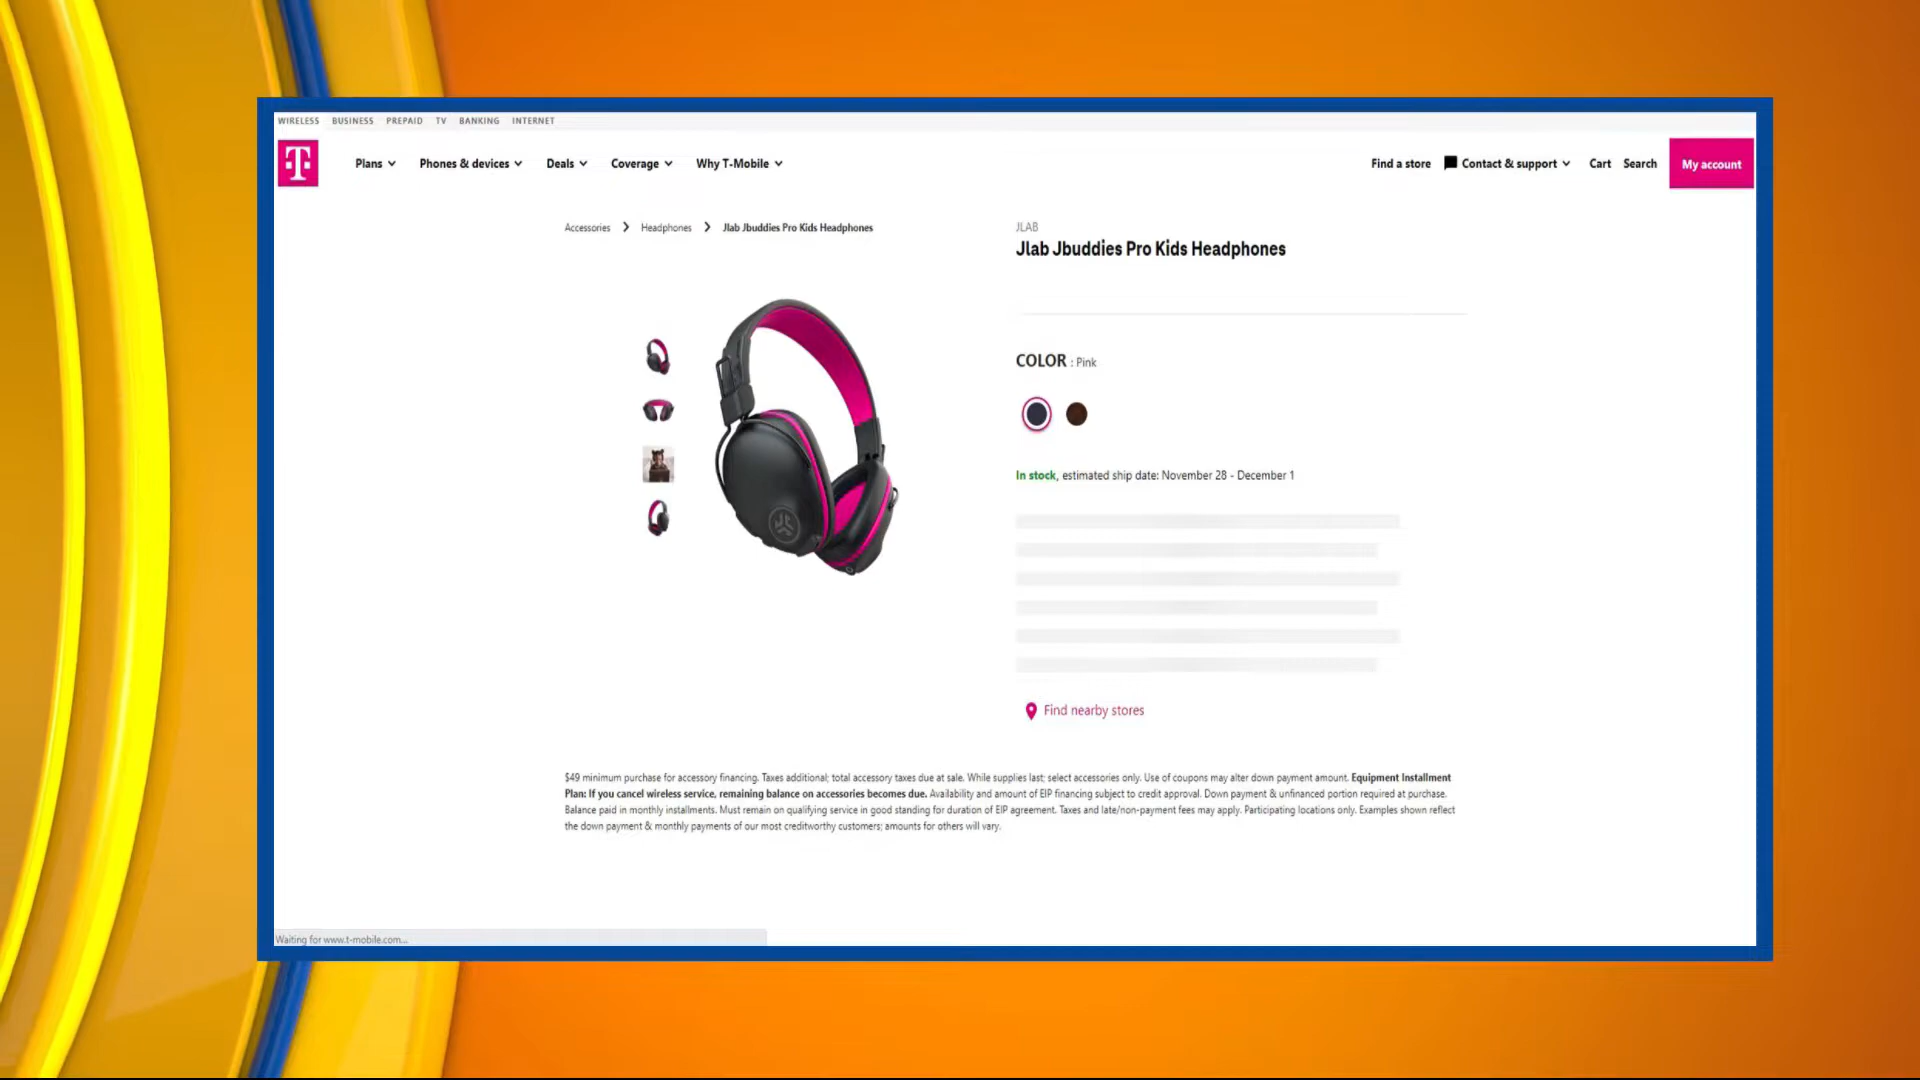 WIRELESS BUSINESS PREPAID TV BANKING INTERNET
T Plans Phones & devices Deals Coverage Why T-Mobile Find a store Contact & support Cart Search My account
Accessories Headphones Jlab Jbuddies Pro Kids Headphones
JLAB
Jlab Jbuddies Pro Kids Headphones
COLOR : Pink
In stock, estimated ship date: November 28 - December 1
Find nearby stores
$49 minimum purchase for accessory financing. Taxes additional; total accessory taxes due at sale. While supplies last; select accessories only. Use of coupons may alter down payment amount. Equipment Installment
Plan: If you cancel wireless service, remaining balance on accessories becomes due. Availability and amount of EIP financing subject to credit approval. Down payment & unfinanced portion required at purchase.
Balance paid in monthly installments. Must remain on qualifying service in good standing for duration of EIP agreement. Taxes and late/non-payment fees may apply. Participating locations only. Examples shown reflect
the down payment & monthly payments of our most creditworthy customers; amounts for others will vary.
Waiting for www.t-mobile.com...